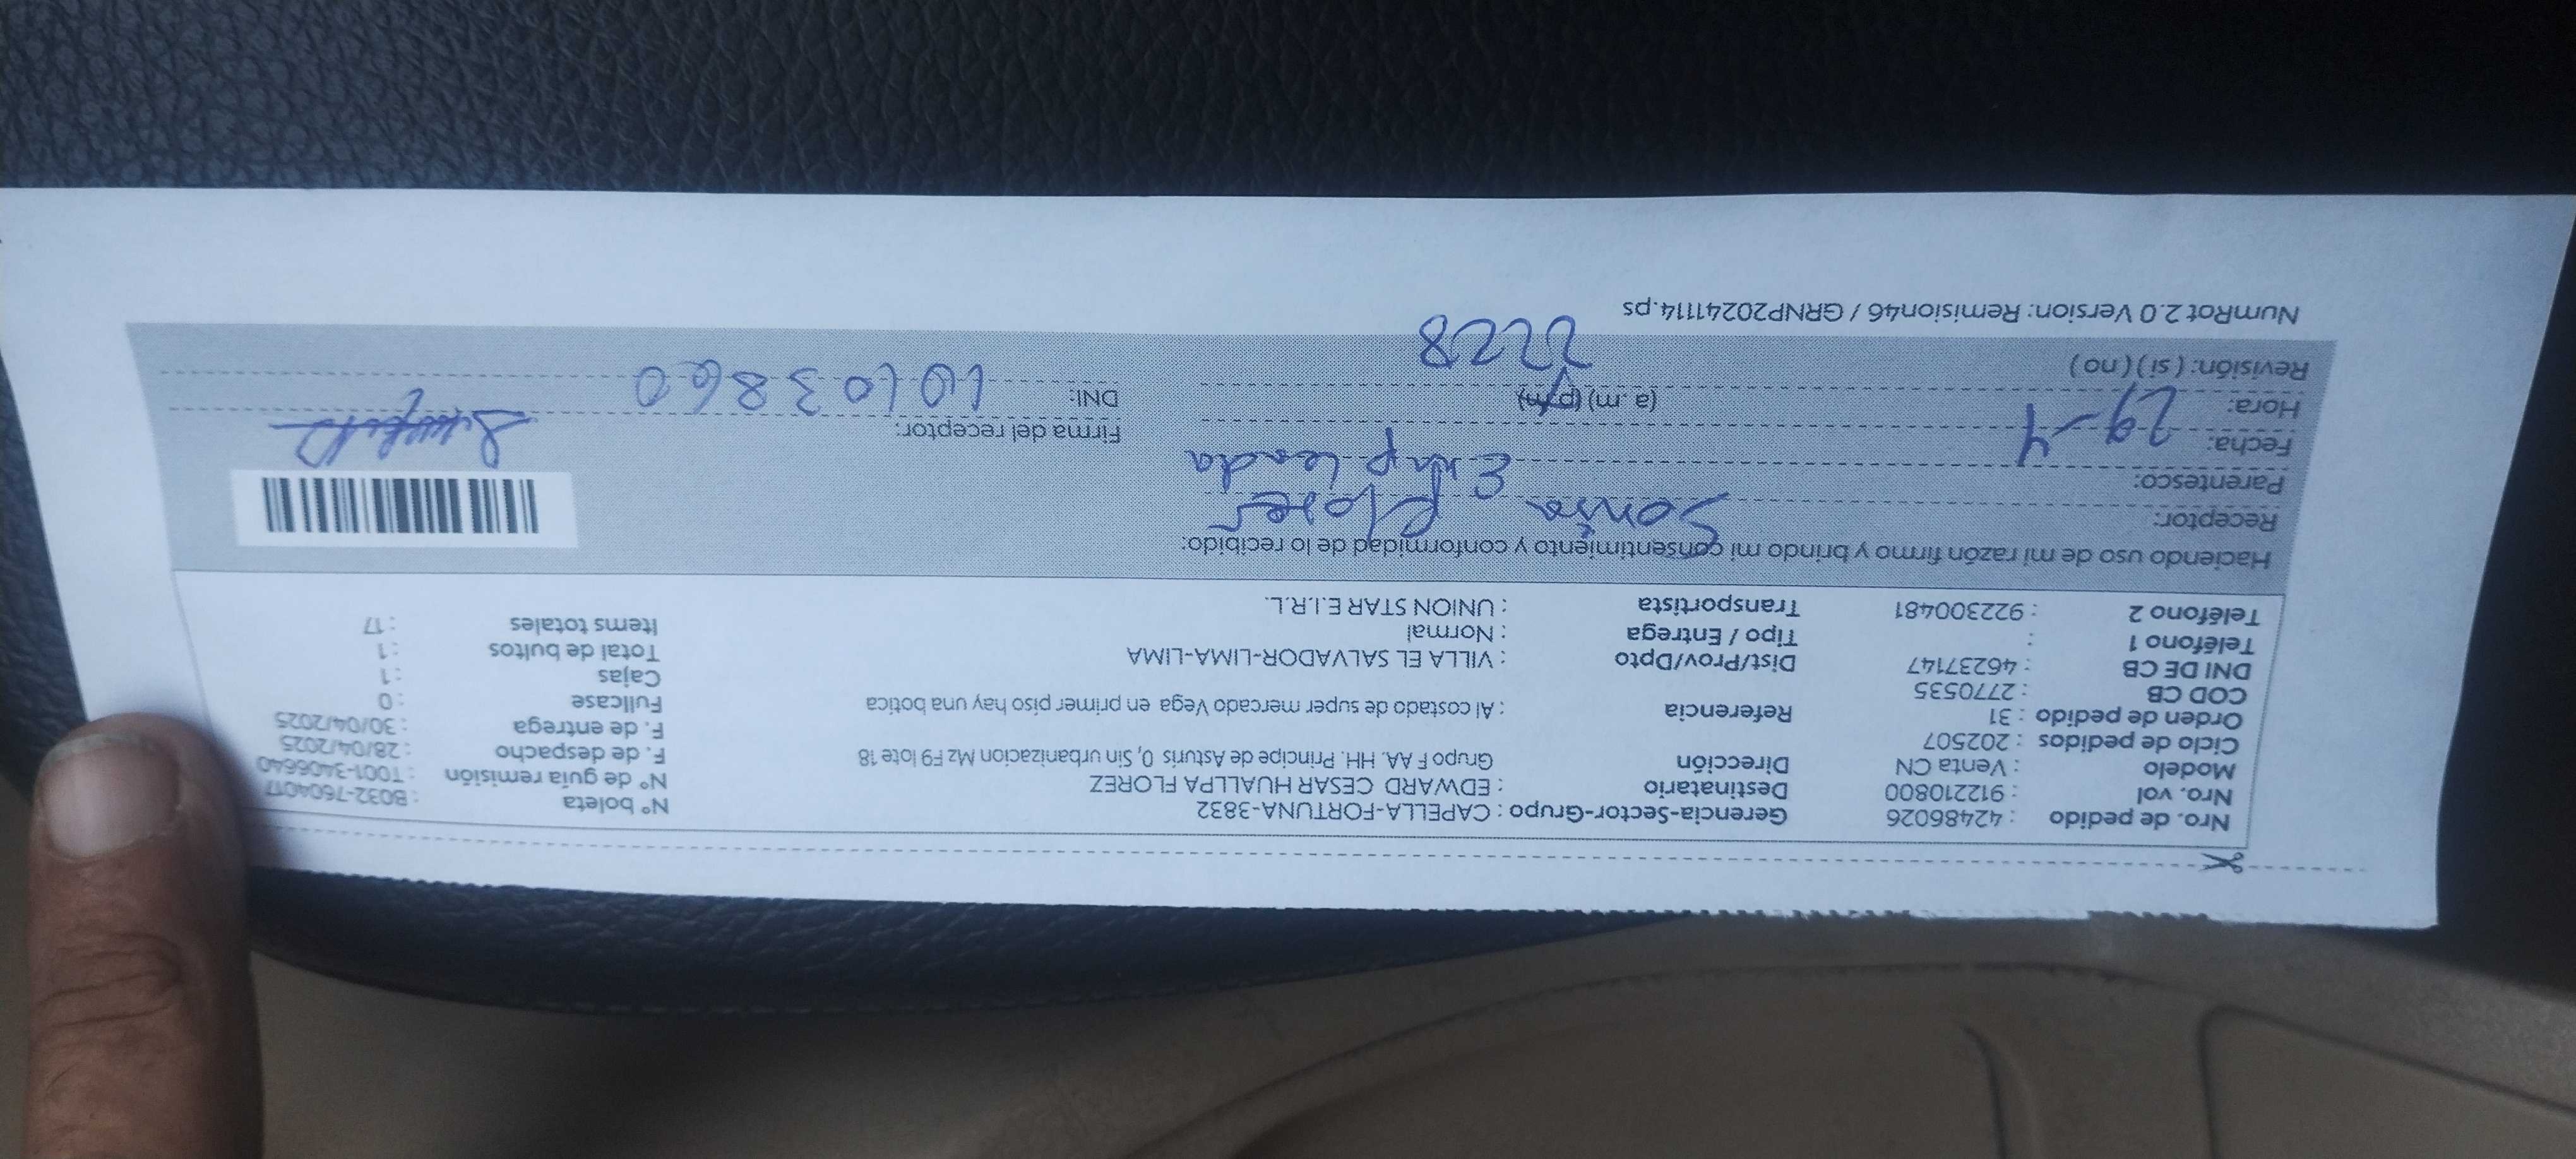 Nro. de pedido : 42486026 Gerencia-Sector-Grupo : CAPELLA-FORTUNA-3832 N° boleta : B032-7604017
Nro. vol : 912210800 Destinatario : EDWARD CESAR HUALLPA FLOREZ N° de guía remisión : T001-3406640
Modelo : Venta CN Dirección Grupo F AA. HH. Principe de Asturis 0, Sin urbanizacion Mz F9 lote 18 F. de despacho : 28/04/2025
Ciclo de pedidos : 202507 F. de entrega : 30/04/2025
Orden de pedido : 31 Referencia : Al costado de super mercado Vega en primer piso hay una botica Fullcase : 0
COD CB : 2770535 Cajas : 1
DNI DE CB : 46237147 Dist/Prov/Dpto : VILLA EL SALVADOR-LIMA-LIMA Total de bultos : 1
Teléfono 1 : Tipo / Entrega : Normal Items totales : 17
Teléfono 2 : 922300481 Transportista : UNION STAR E.I.R.L.
Haciendo uso de mi razón firmo y brindo mi consentimiento y conformidad de lo recibido:
Receptor: Sonia
Parentesco: Empleada
Fecha: 29-4 Firma del receptor:
Hora: (a .m) (p/m) DNI:
Revisión: ( si ) ( no ) 2228
NumRot 2.0 Version: Remision46 / GRNP20241114.ps